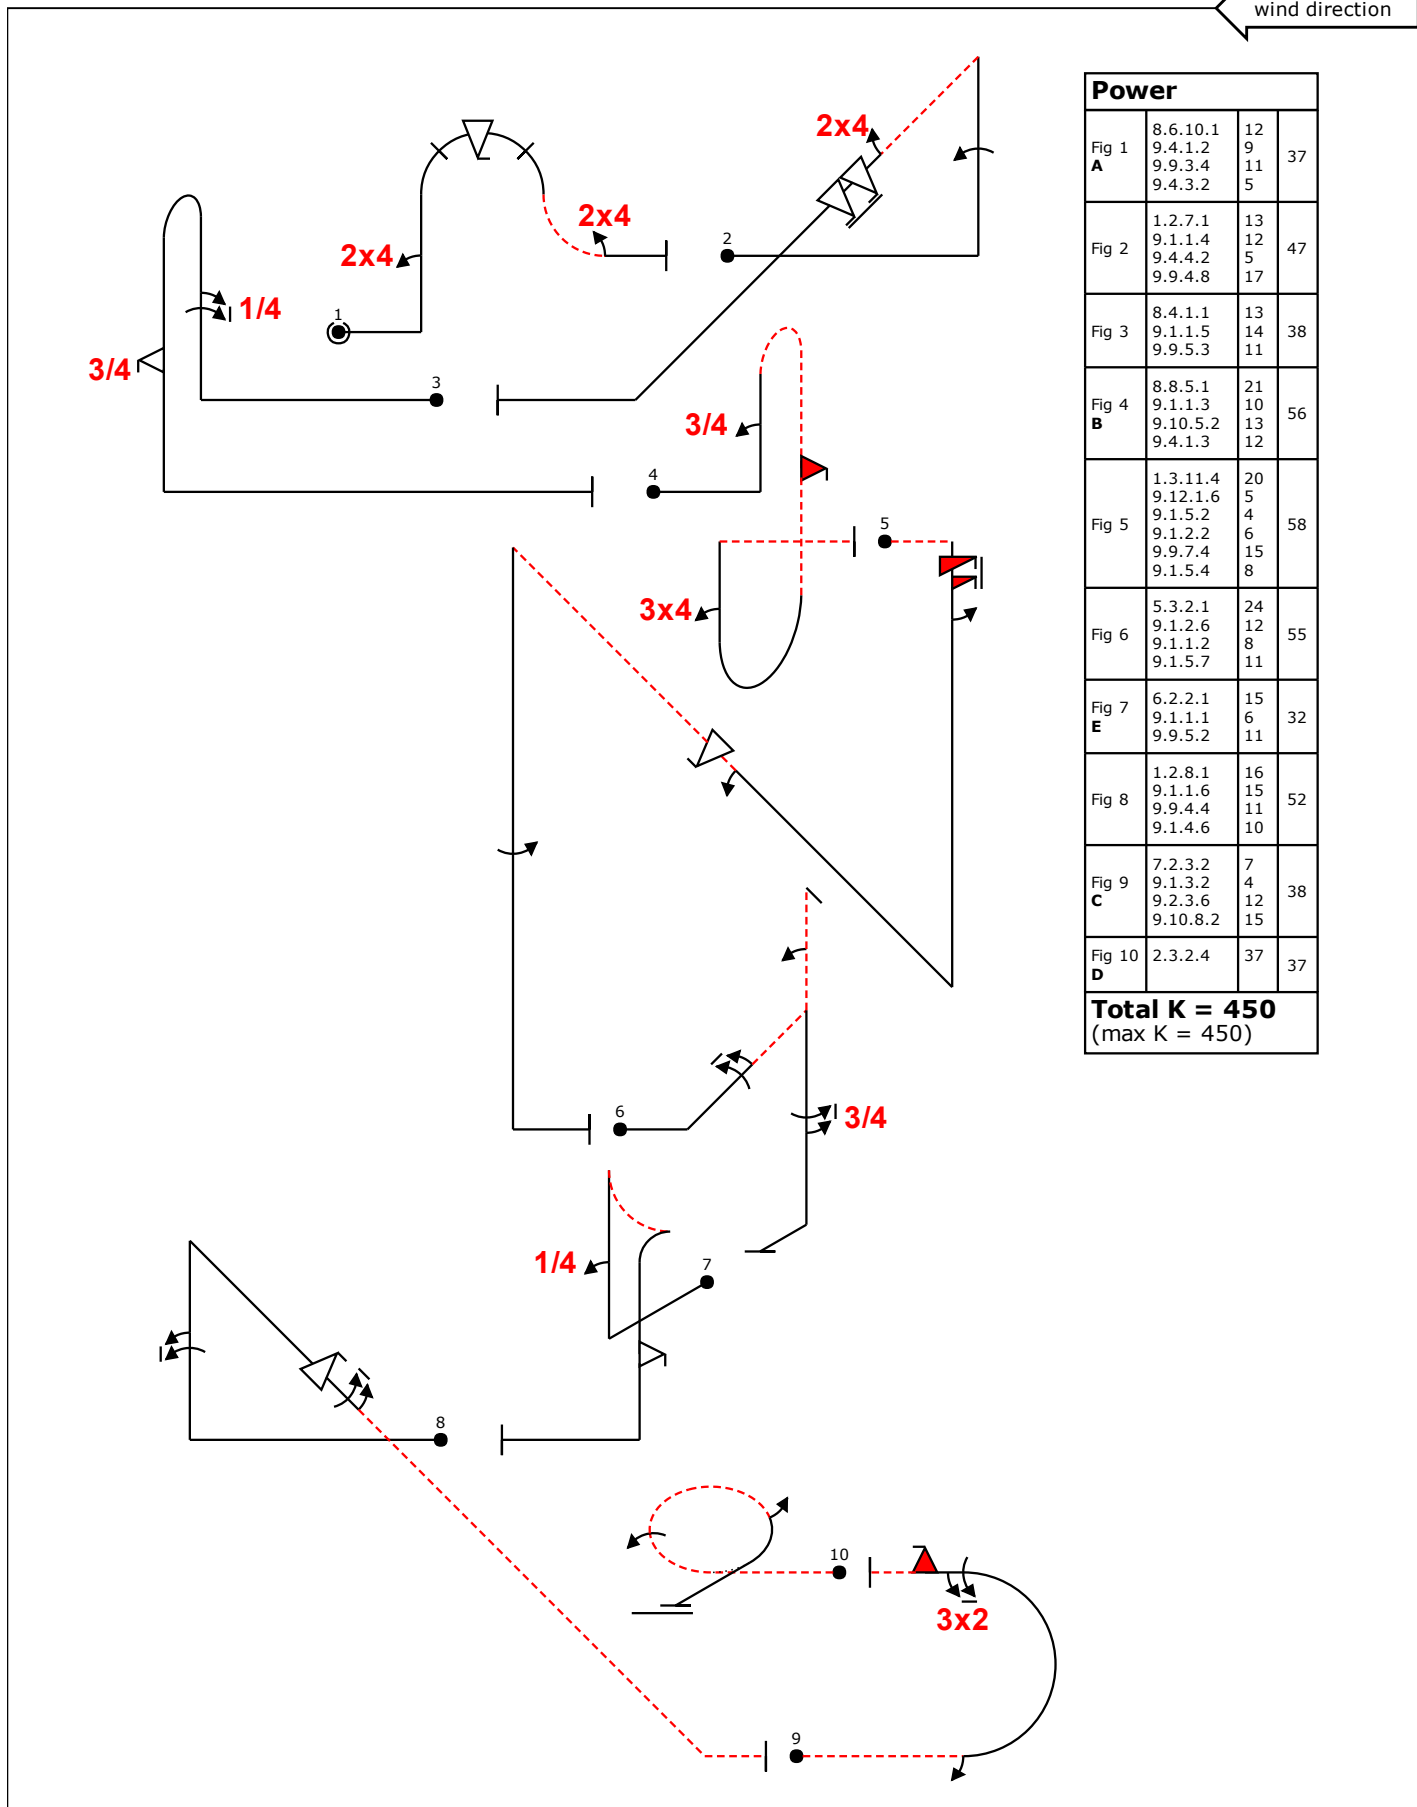 wind direction
Power
Fig 1
A
8.6.10.1 12
9.4.1.2 9
9.9.3.4 11
9.4.3.2 5
37
Fig 2
1.2.7.1 13
9.1.1.4 12
9.4.4.2 5
9.9.4.8 17
47
Fig 3
8.4.1.1 13
9.1.1.5 14
9.9.5.3 11
38
Fig 4
B
8.8.5.1 21
9.1.1.3 10
9.10.5.2 13
9.4.1.3 12
56
Fig 5
1.3.11.4 20
9.12.1.6 5
9.1.5.2 4
9.1.2.2 6
9.9.7.4 15
9.1.5.4 8
58
Fig 6
5.3.2.1 24
9.1.2.6 12
9.1.1.2 8
9.1.5.7 11
55
Fig 7
E
6.2.2.1 15
9.1.1.1 6
9.9.5.2 11
32
Fig 8
1.2.8.1 16
9.1.1.6 15
9.9.4.4 11
9.1.4.6 10
52
Fig 9
C
7.2.3.2 7
9.1.3.2 4
9.2.3.6 12
9.10.8.2 15
38
Fig 10
D
2.3.2.4 37
37
Total K = 450
(max K = 450)
2x4
2x4
2x4
2
1/4
1
3/4
3
3/4
4
5
3x4
6
3/4
1/4
7
8
10
3x2
9